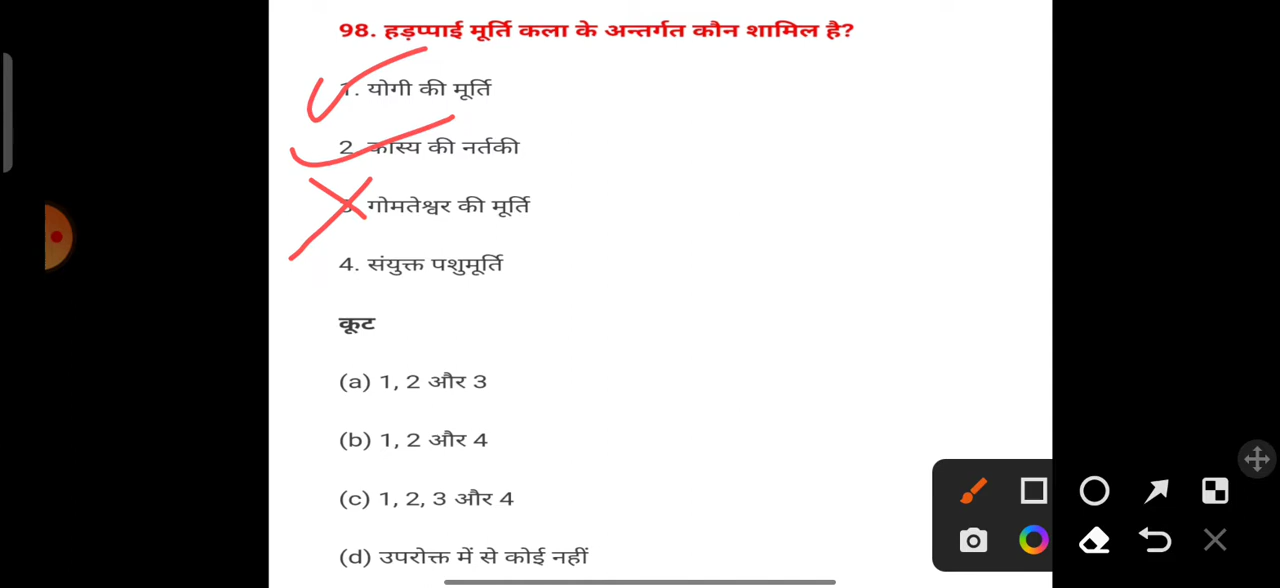 98. हड़प्पाई मूर्ति कला के अन्तर्गत कौन शामिल है?
1. योगी की मूर्ति
2. कांस्य की नर्तकी
3. गोमतेश्वर की मूर्ति
4. संयुक्त पशुमूर्ति
कूट
(a) 1, 2 और 3
(b) 1, 2 और 4
(c) 1, 2, 3 और 4
(d) उपरोक्त में से कोई नहीं